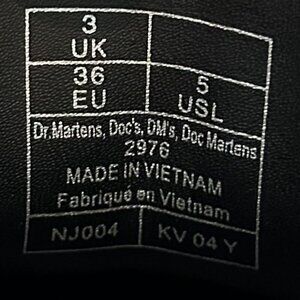 3
UK
36 5
EU USL
Dr.Martens, Doc's, DM's, Doc Martens
2976
MADE IN VIETNAM
Fabriqué en Vietnam
NJ004 KV 04 Y